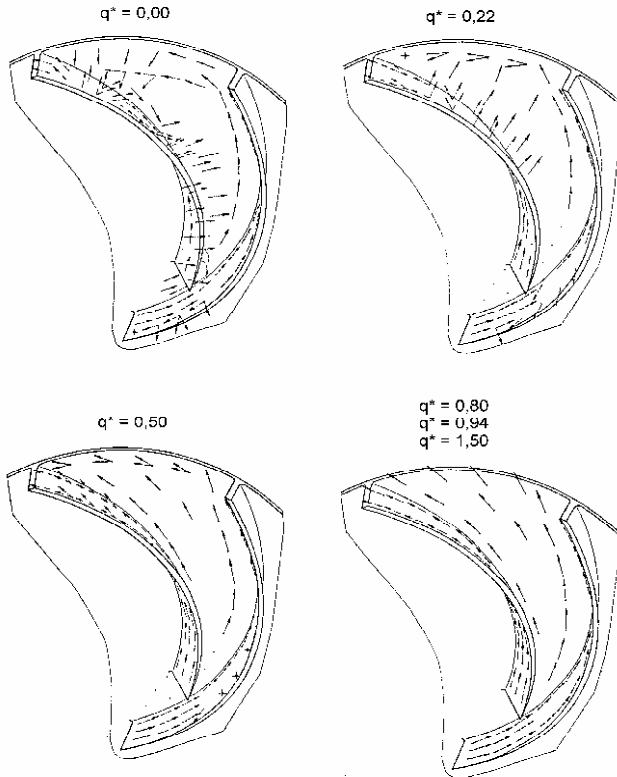 q* = 0,00
q* = 0,22
q* = 0,50
q* = 0,80
q* = 0,94
q* = 1,50